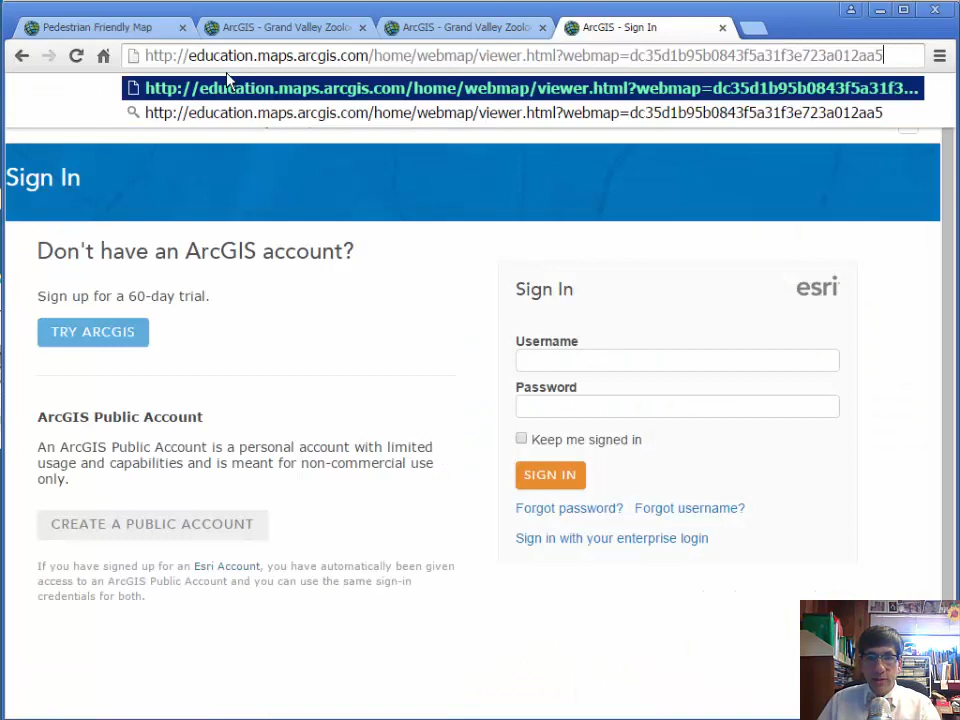 Pedestrian Friendly Map
ArcGIS - Grand Valley Zoolo
ArcGIS - Grand Valley Zoolo
ArcGIS - Sign In
http://education.maps.arcgis.com/home/webmap/viewer.html?webmap=dc35d1b95b0843f5a31f3e723a012aa5
http://education.maps.arcgis.com/home/webmap/viewer.html?webmap=dc35d1b95b0843f5a31f3...
http://education.maps.arcgis.com/home/webmap/viewer.html?webmap=dc35d1b95b0843f5a31f3e723a012aa5
Sign In
Don't have an ArcGIS account?
Sign up for a 60-day trial.
TRY ARCGIS
ArcGIS Public Account
An ArcGIS Public Account is a personal account with limited
usage and capabilities and is meant for non-commercial use
only.
CREATE A PUBLIC ACCOUNT
If you have signed up for an Esri Account, you have automatically been given
access to an ArcGIS Public Account and you can use the same sign-in
credentials for both.
Sign In
esri
Username
Password
Keep me signed in
SIGN IN
Forgot password? Forgot username?
Sign in with your enterprise login